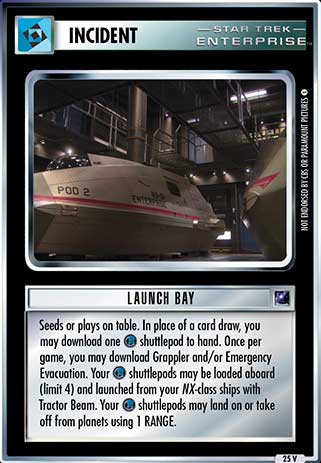 INCIDENT
STAR TREK
ENTERPRISE™
POD 2
ENTERPRISE
NOT ENDORSED BY CBS OR PARAMOUNT PICTURES
LAUNCH BAY
Seeds or plays on table. In place of a card draw, you
may download one shuttlepod to hand. Once per
game, you may download Grappler and/or Emergency
Evacuation. Your shuttlepods may be loaded aboard
(limit 4) and launched from your NX-class ships with
Tractor Beam. Your shuttlepods may land on or take
off from planets using 1 RANGE.
25 V